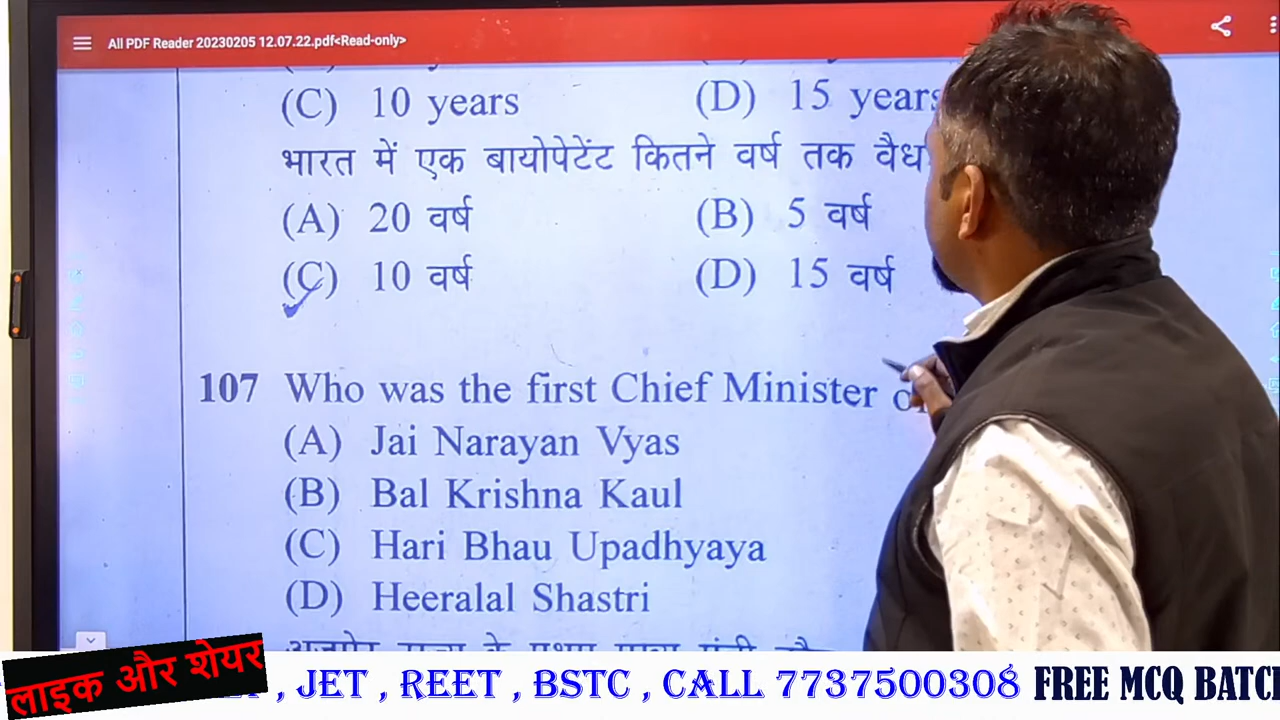 All PDF Reader 20230205 12.07.22.pdf<Read-only>
(C) 10 years (D) 15 years
भारत में एक बायोपेटेंट कितने वर्ष तक वैध
(A) 20 वर्ष (B) 5 वर्ष
(C) 10 वर्ष (D) 15 वर्ष
107 Who was the first Chief Minister
(A) Jai Narayan Vyas
(B) Bal Krishna Kaul
(C) Hari Bhau Upadhyaya
(D) Heeralal Shastri
लाइक और शेयर
, JET , REET , BSTC , CALL 7737500308 FREE MCQ BATCH